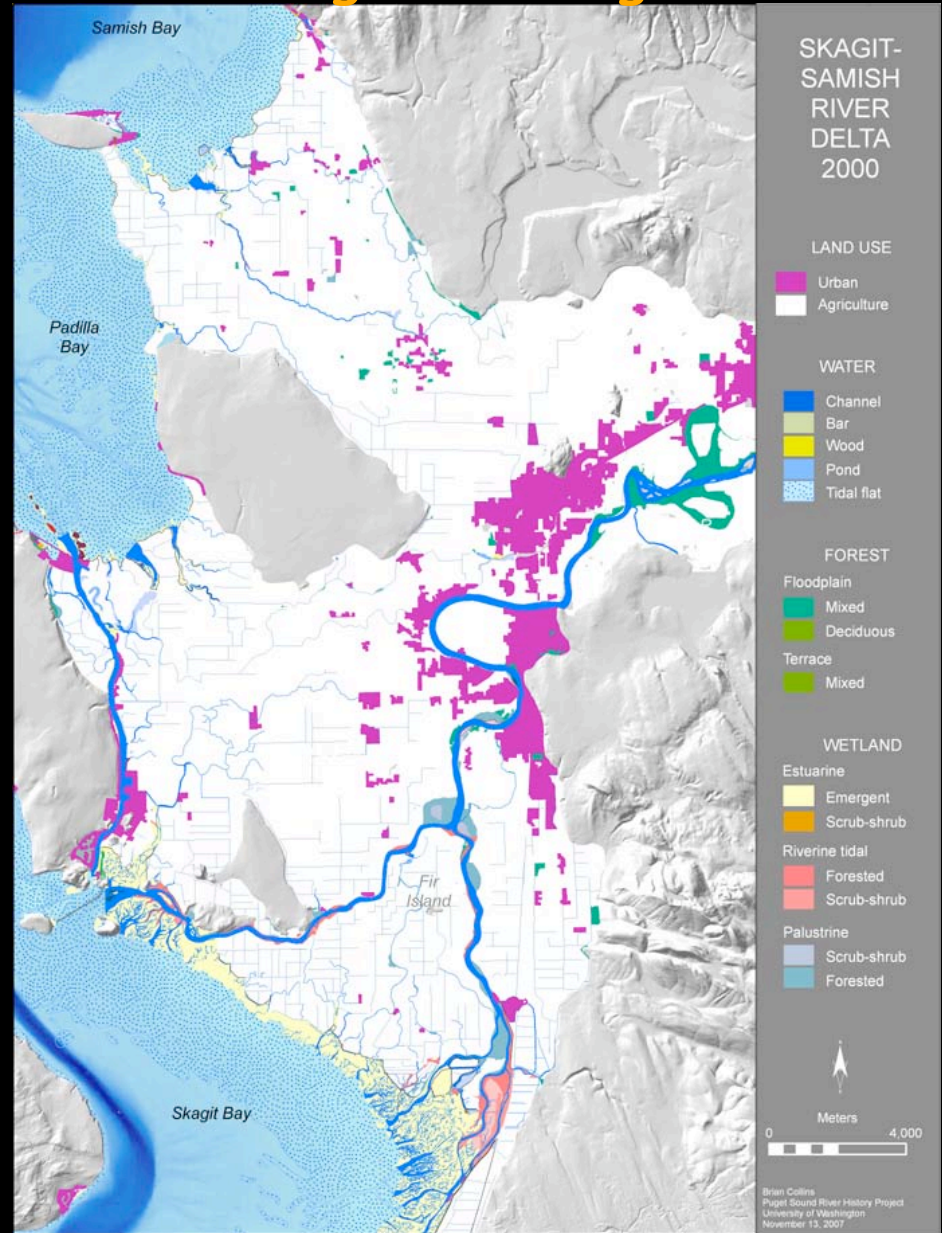 Samish Bay
Padilla
Bay
Fir
Island
Skagit Bay
SKAGIT-
SAMISH
RIVER
DELTA
2000
LAND USE
Urban
Agriculture
WATER
Channel
Bar
Wood
Pond
Tidal flat
FOREST
Floodplain
Mixed
Deciduous
Terrace
Mixed
WETLAND
Estuarine
Emergent
Scrub-shrub
Riverine tidal
Forested
Scrub-shrub
Palustrine
Scrub-shrub
Forested
Meters
0 4,000
Brian Collins
Puget Sound River History Project
University of Washington
November 13, 2007